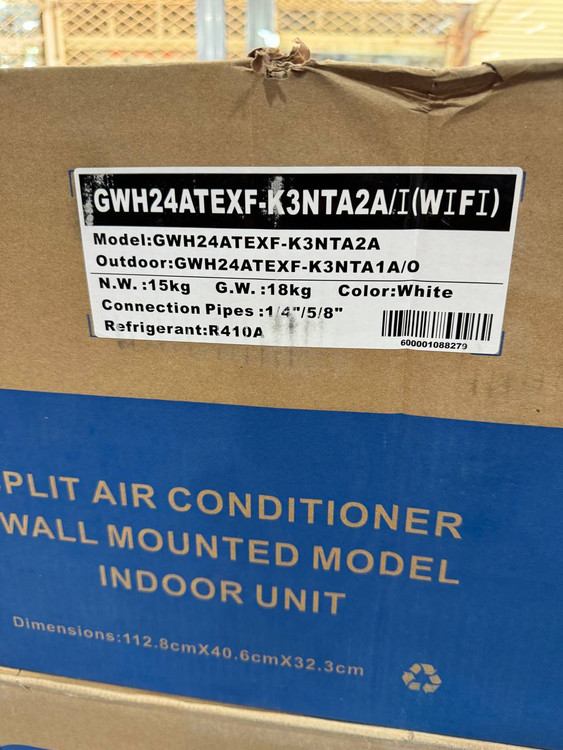 GWH24ATEXF-K3NTA2A/I(WIFI)
Model:GWH24ATEXF-K3NTA2A
Outdoor:GWH24ATEXF-K3NTA1A/O
N.W. :15kg G.W. :18kg Color:White
Connection Pipes :1/4"/5/8"
Refrigerant:R410A
600001088279
PLIT AIR CONDITIONER
WALL MOUNTED MODEL
INDOOR UNIT
Dimensions:112.8cmX40.6cmX32.3cm